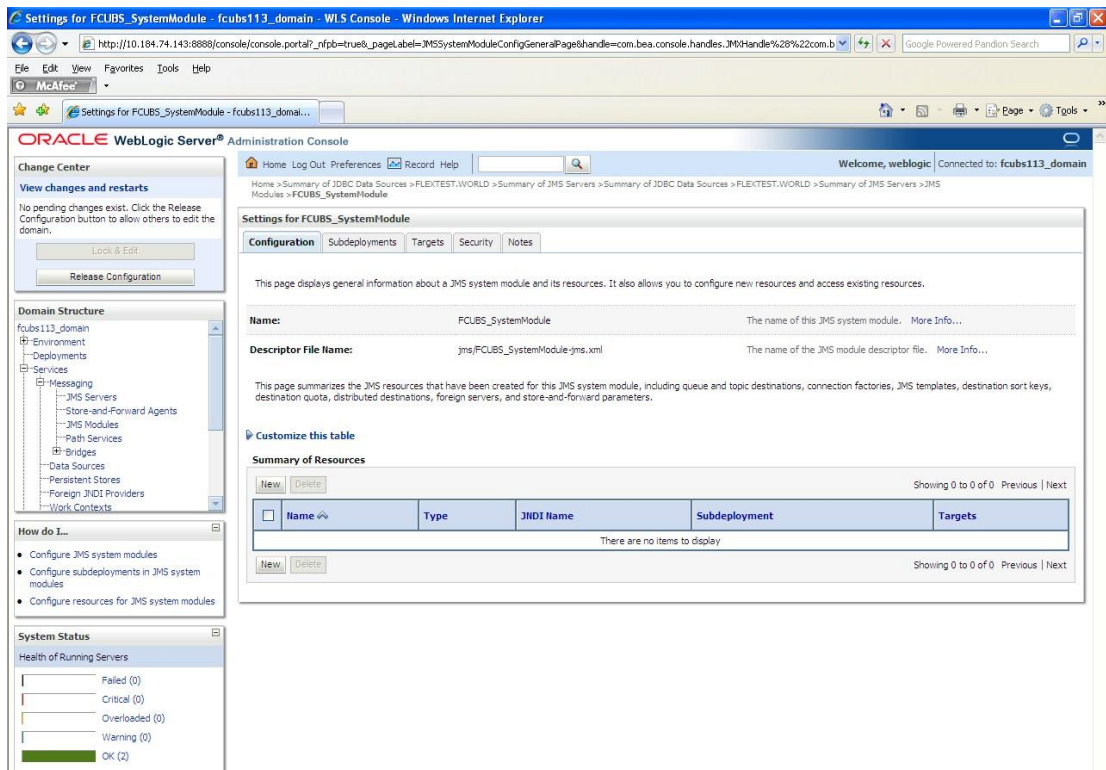 Settings for FCUBS_SystemModule - fcubs113_domain - WLS Console - Windows Internet Explorer
http://10.184.74.143:8888/console/console.portal?_nfpb=true&_pageLabel=JMSSystemModuleConfigGeneralPage&handle=com.bea.console.handles.JMXHandle%28%22com.b
Google Powered Pandion Search
File Edit View Favorites Tools Help
McAfee
Settings for FCUBS_SystemModule - fcubs113_domai...
Page Tools
ORACLE WebLogic Server® Administration Console
Change Center
View changes and restarts
No pending changes exist. Click the Release
Configuration button to allow others to edit the
domain.
Lock & Edit
Release Configuration
Domain Structure
fcubs113_domain
Environment
Deployments
Services
Messaging
JMS Servers
Store-and-Forward Agents
JMS Modules
Path Services
Bridges
Data Sources
Persistent Stores
Foreign JNDI Providers
Work Contexts
How do I...
Configure JMS system modules
Configure subdeployments in JMS system
modules
Configure resources for JMS system modules
System Status
Health of Running Servers
Failed (0)
Critical (0)
Overloaded (0)
Warning (0)
OK (2)
Home Log Out Preferences Record Help
Welcome, weblogic Connected to: fcubs113_domain
Home >Summary of JDBC Data Sources >FLEXTEST.WORLD >Summary of JMS Servers >Summary of JDBC Data Sources >FLEXTEST.WORLD >Summary of JMS Servers >JMS
Modules >FCUBS_SystemModule
Settings for FCUBS_SystemModule
Configuration Subdeployments Targets Security Notes
This page displays general information about a JMS system module and its resources. It also allows you to configure new resources and access existing resources.
Name: FCUBS_SystemModule The name of this JMS system module. More Info...
Descriptor File Name: jms/FCUBS_SystemModule-jms.xml The name of the JMS module descriptor file. More Info...
This page summarizes the JMS resources that have been created for this JMS system module, including queue and topic destinations, connection factories, JMS templates, destination sort keys,
destination quota, distributed destinations, foreign servers, and store-and-forward parameters.
Customize this table
Summary of Resources
New Delete Showing 0 to 0 of 0 Previous | Next
Name Type JNDI Name Subdeployment Targets
There are no items to display
New Delete Showing 0 to 0 of 0 Previous | Next